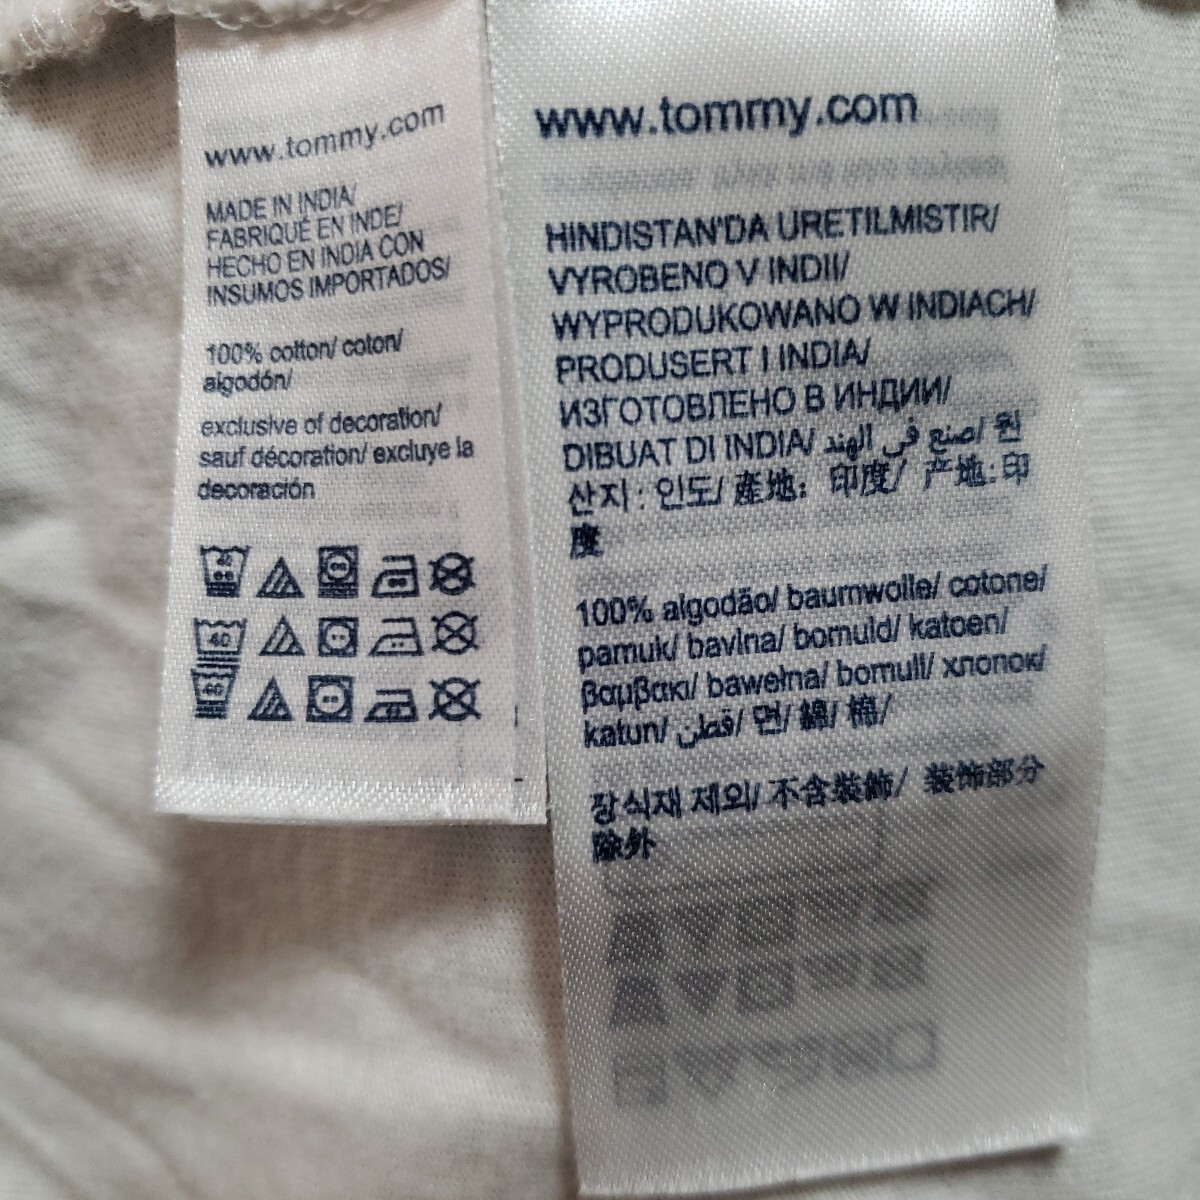 www.tommy.com
MADE IN INDIA/
FABRIQUÉ EN INDE/
HECHO EN INDIA CON
INSUMOS IMPORTADOS/
100% cotton/ coton/
algodón/
exclusive of decoration/
sauf décoration/ excluye la
decoración
40
40
40
www.tommy.com
HINDISTAN'DA URETILMISTIR/
VYROBENO V INDII/
WYPRODUKOWANO W INDIACH/
PRODUSERT I INDIA/
ИЗГОТОВЛЕНО В ИНДИИ/
DIBUAT DI INDIA/ صنع في الهند/ 원
산지 : 인도/ 產地: 印度/ 产地:印
度
100% algodão/ baumwolle/ cotone/
pamuk/ bavlna/ bomuld/ katoen/
βαμβακι/ bawełna/ bomull/ хлопок/
katun/ قطن/ 면/ 綿/ 棉/
장식재 제외/ 不含裝飾/ 装饰部分
除外